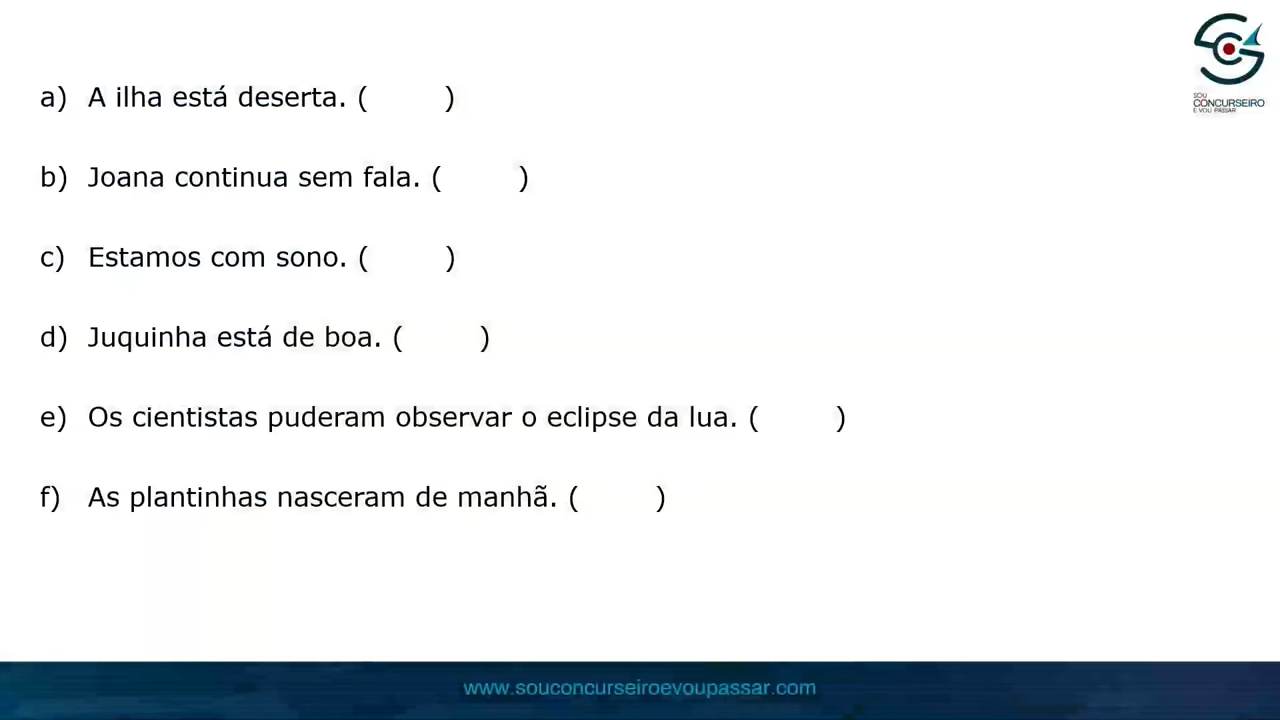 SOU
CONCURSEIRO
E VOU PASSAR
a) A ilha está deserta. (        )
b) Joana continua sem fala. (        )
c) Estamos com sono. (        )
d) Juquinha está de boa. (        )
e) Os cientistas puderam observar o eclipse da lua. (        )
f) As plantinhas nasceram de manhã. (        )
www.souconcurseiroevoupassar.com